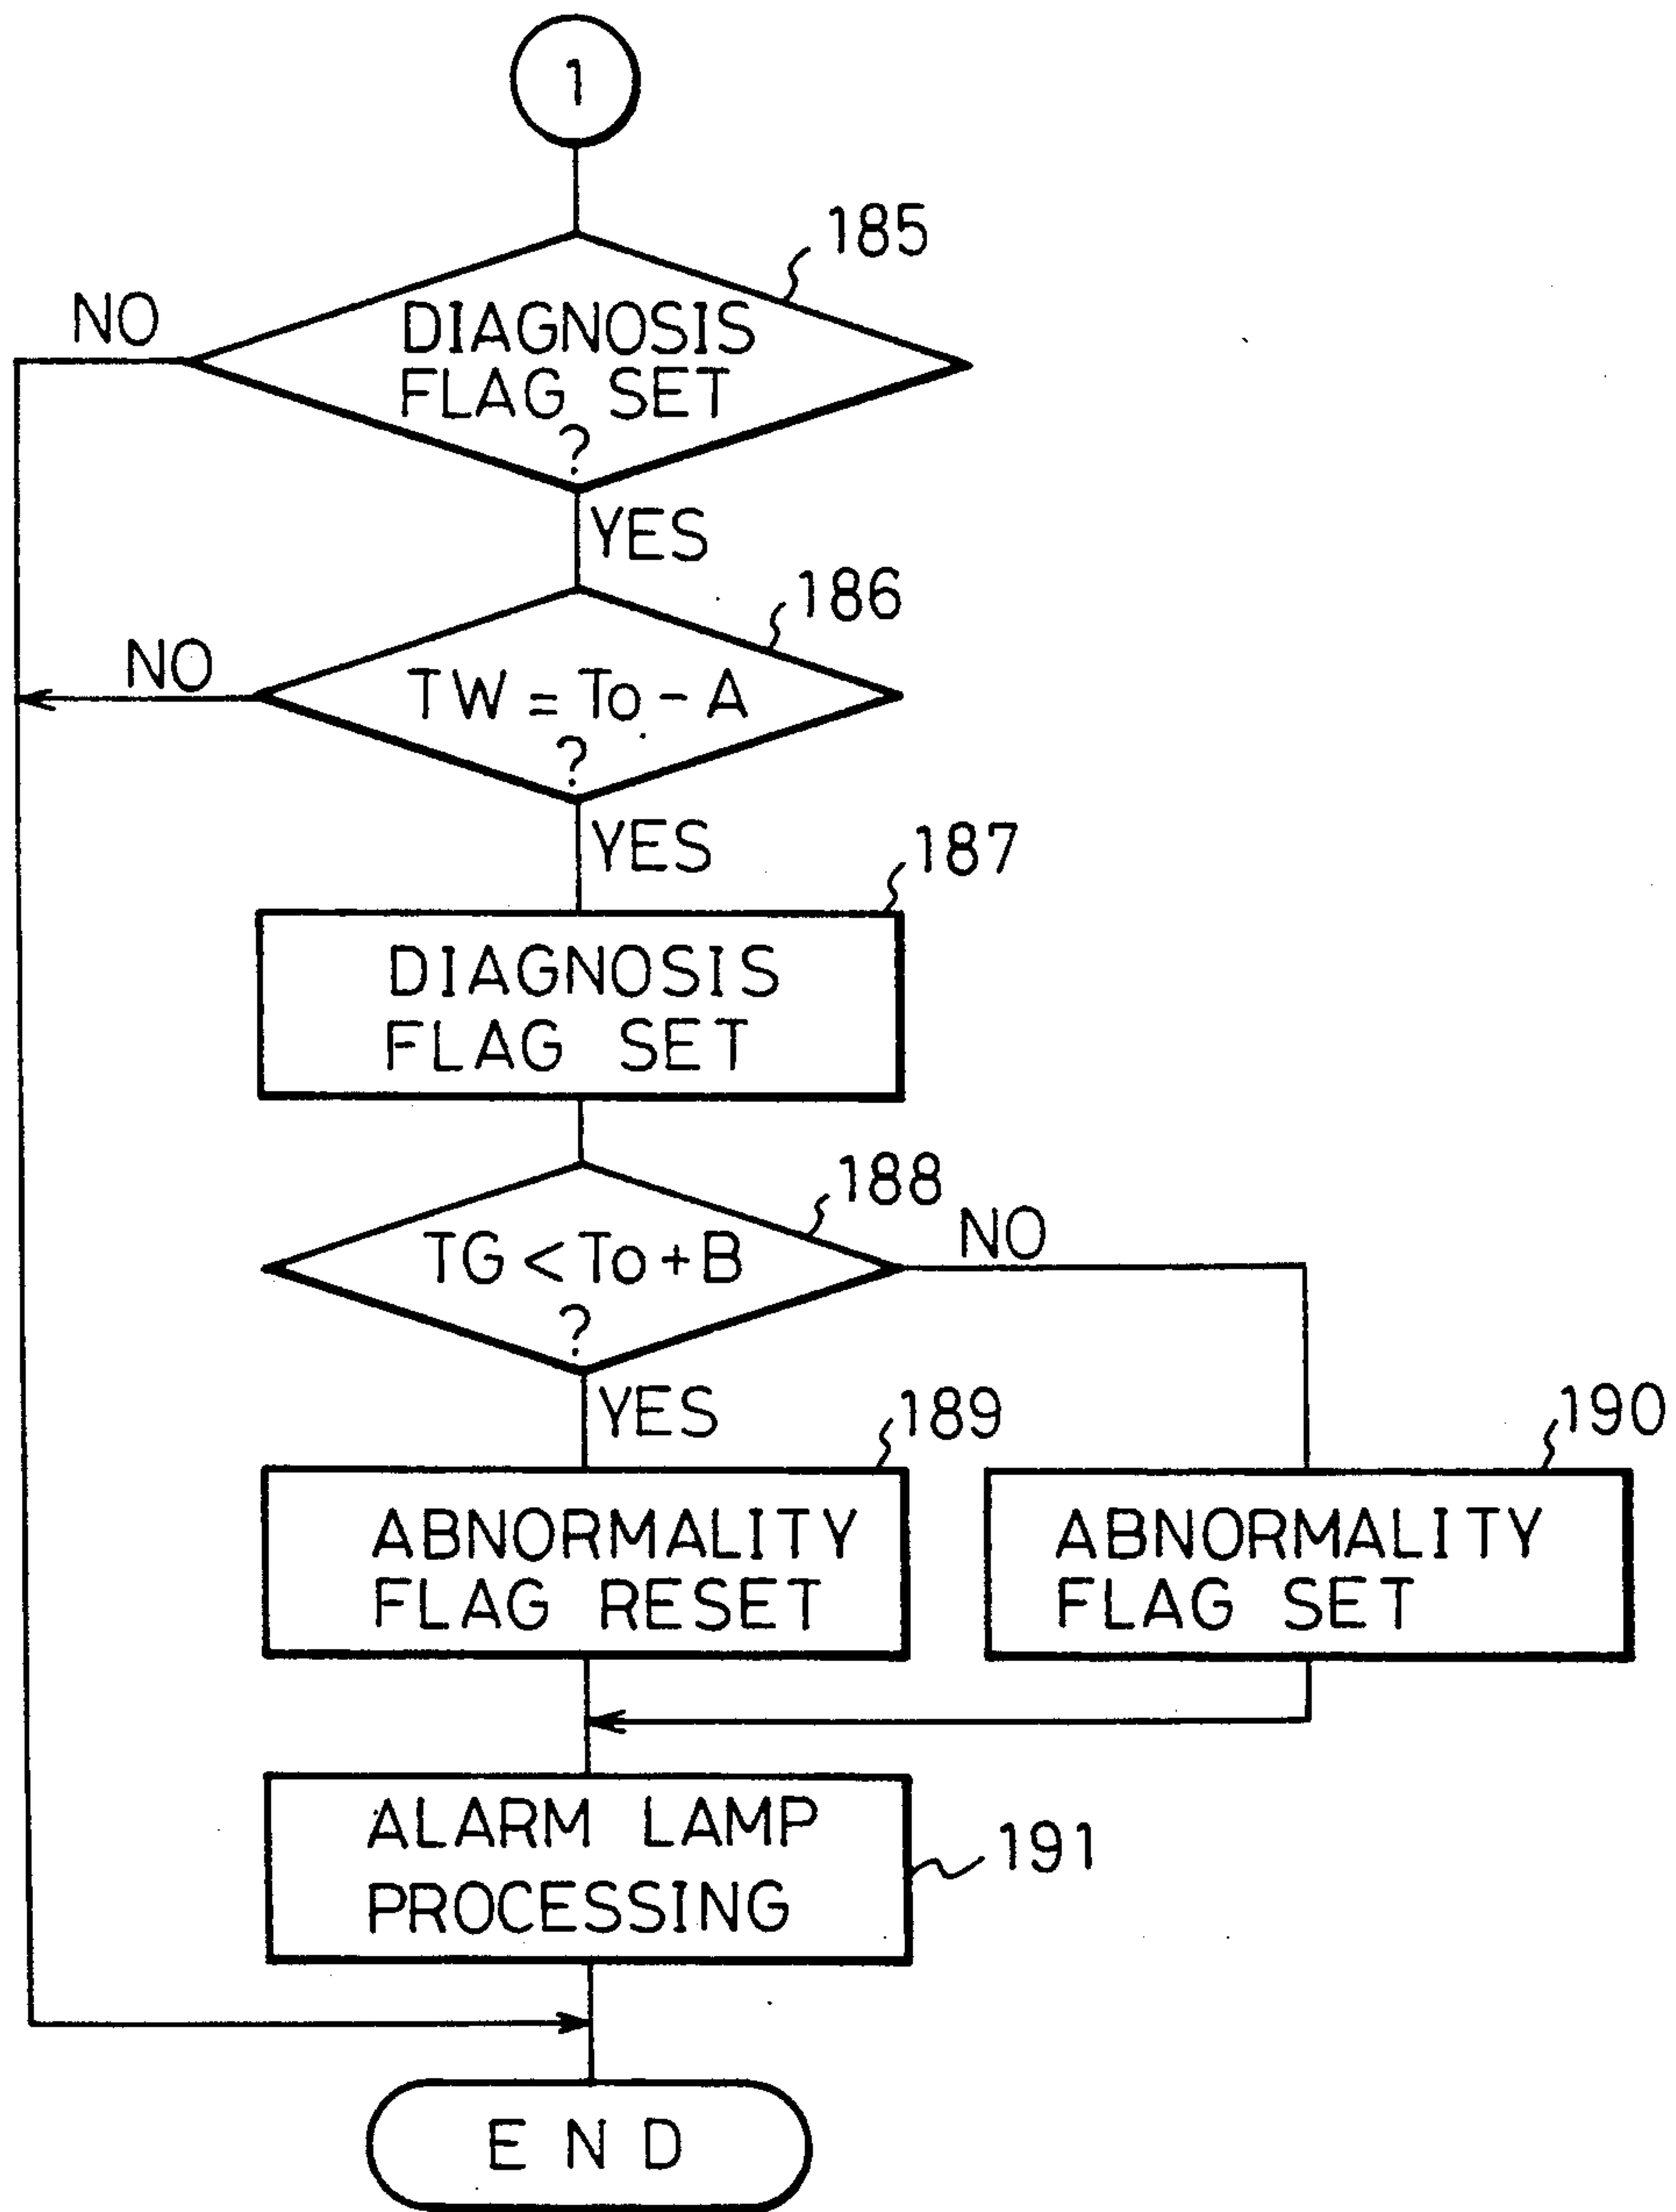 1
185
NO
DIAGNOSIS
FLAG SET
?
YES
186
NO
TW = To - A
?
YES
187
DIAGNOSIS
FLAG SET
188
NO
TG < To + B
?
YES
189
190
ABNORMALITY
FLAG RESET
ABNORMALITY
FLAG SET
ALARM LAMP
PROCESSING
191
END